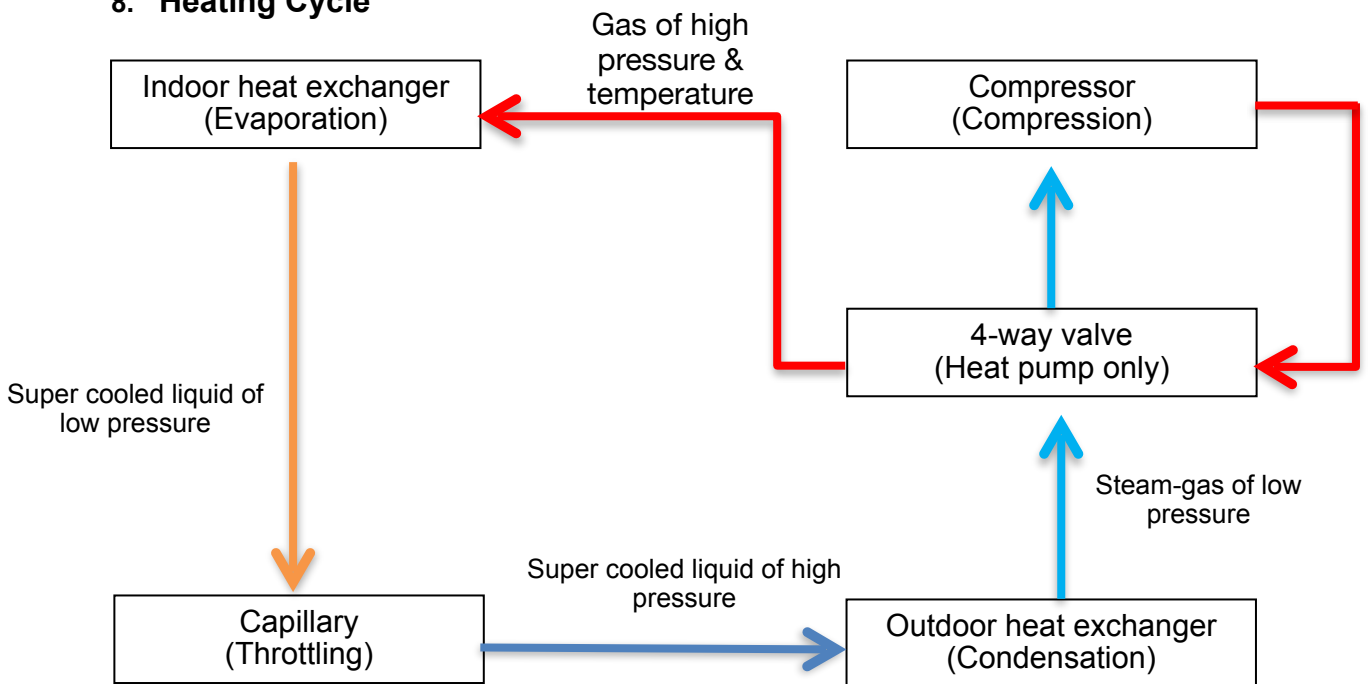 8. Heating Cycle
Gas of high
pressure &
temperature
Indoor heat exchanger
(Evaporation)
Compressor
(Compression)
4-way valve
(Heat pump only)
Super cooled liquid of
low pressure
Steam-gas of low
pressure
Super cooled liquid of high
pressure
Capillary
(Throttling)
Outdoor heat exchanger
(Condensation)